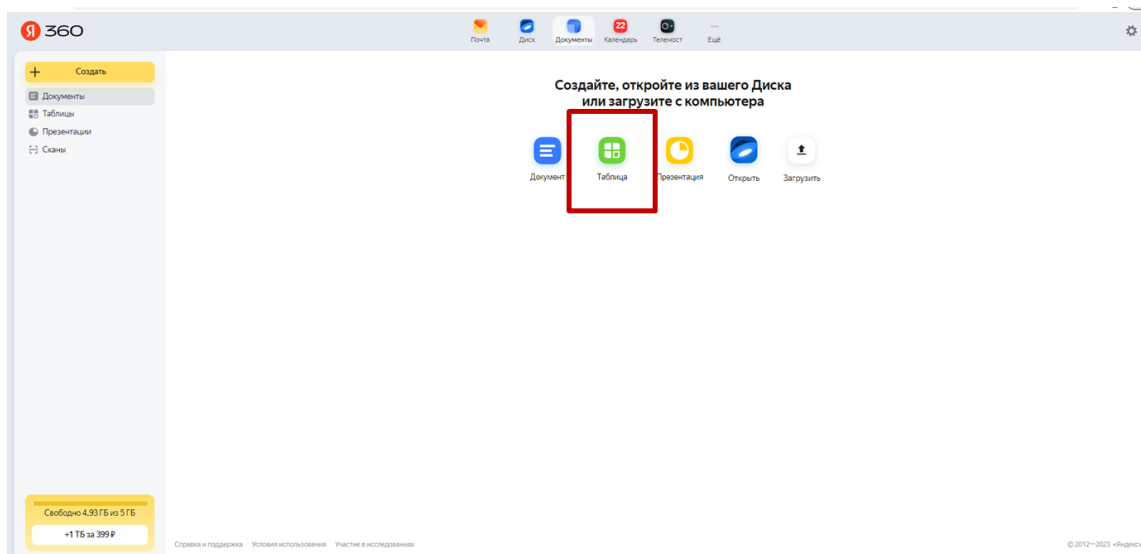 Я 360
Почта
Диск
Документы
22
Календарь
Телемост
Ещё
+ Создать
Документы
Таблицы
Презентации
Сканы
Создайте, откройте из вашего Диска
или загрузите с компьютера
Документ
Таблица
Презентация
Открыть
Загрузить
Свободно 4,93 ГБ из 5 ГБ
+1 ТБ за 399 ₽
Справка и поддержка Условия использования Участие в исследованиях
© 2012—2023 «Яндекс»